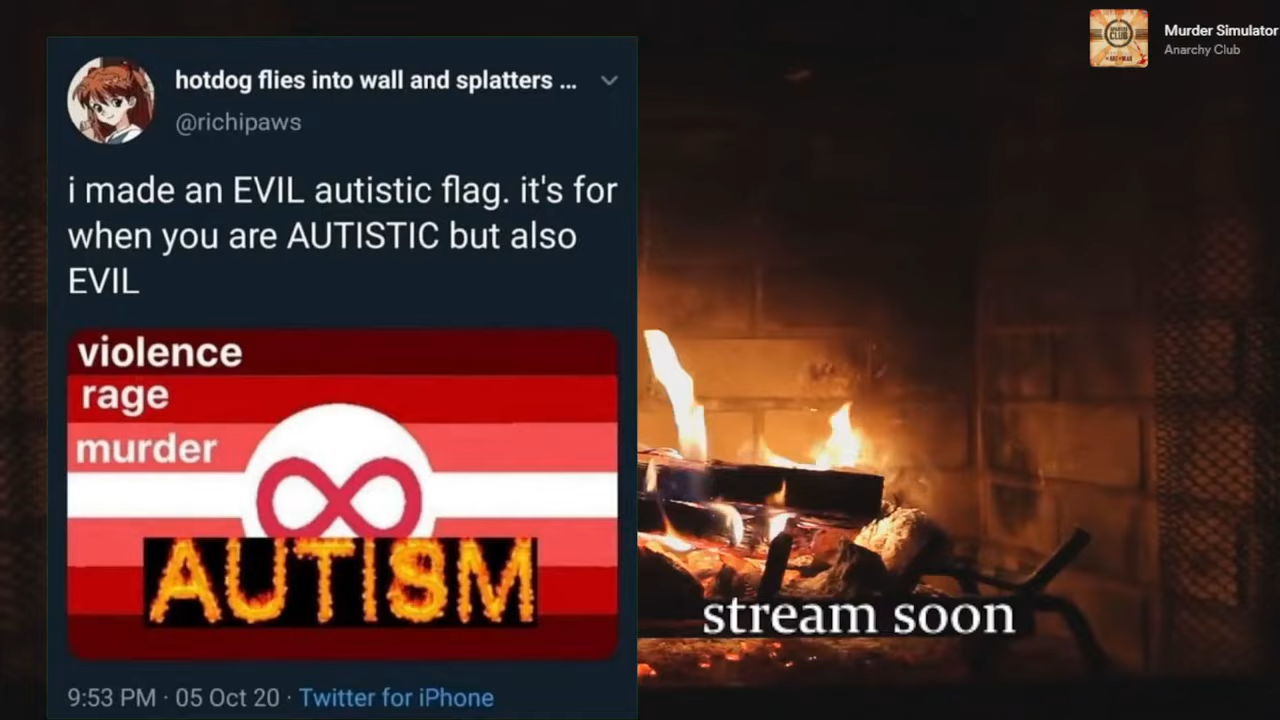 hotdog flies into wall and splatters ...
@richipaws
i made an EVIL autistic flag. it's for
when you are AUTISTIC but also
EVIL
violence
rage
murder
AUTISM
9:53 PM · 05 Oct 20 · Twitter for iPhone
Murder Simulator
Anarchy Club
stream soon